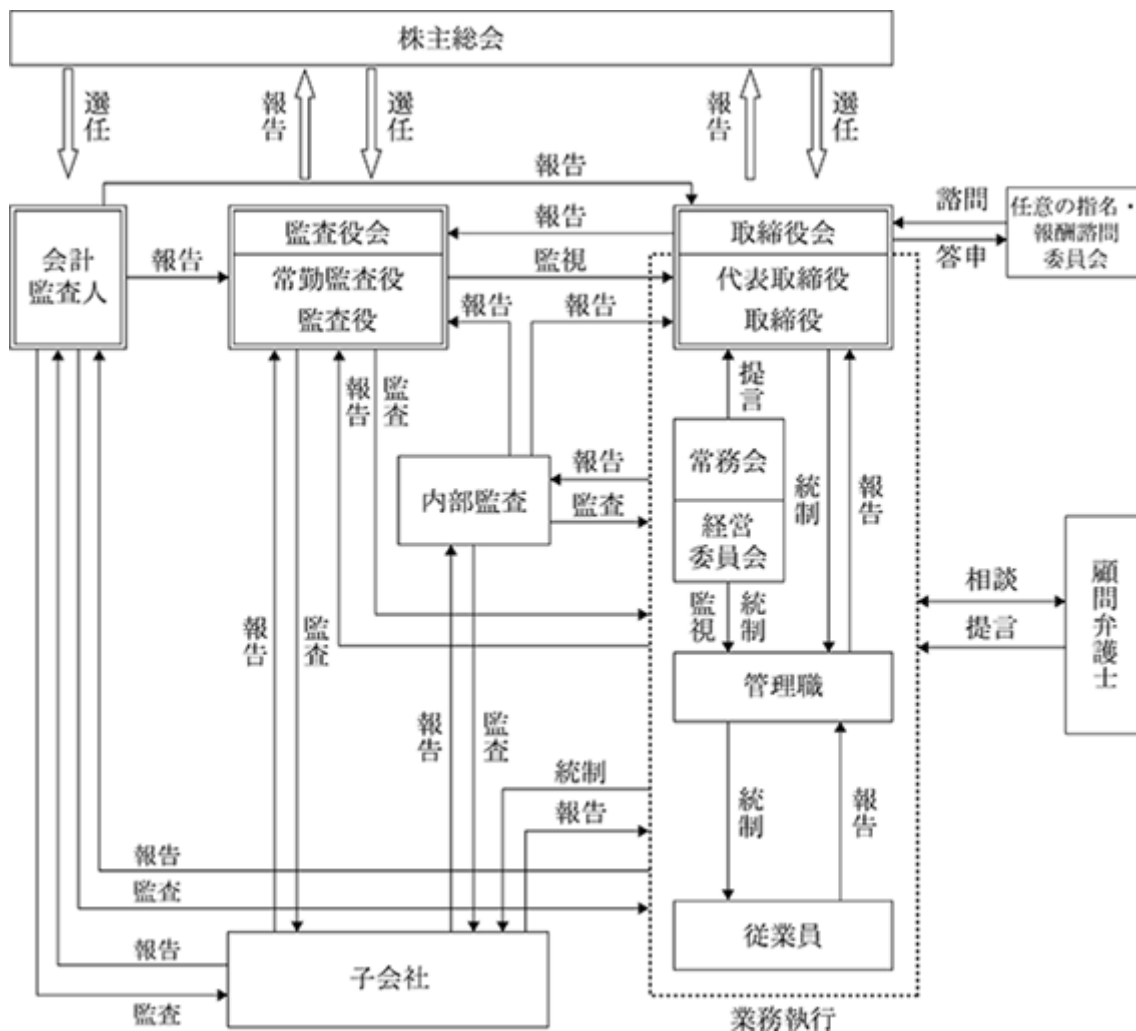 株主総会
選任
報告
選任
報告
選任
報告
会計
監査人
報告
監査役会
常勤監査役
監査役
報告
監視
取締役会
代表取締役
取締役
諮問
答申
任意の指名・
報酬諮問
委員会
報告
報告
報告
監査
提言
常務会
経営
委員会
統制
報告
内部監査
報告
監査
監視
統制
相談
提言
顧問弁護士
管理職
報告
監査
報告
監査
統制
報告
統制
報告
報告
監査
従業員
報告
監査
子会社
業務執行